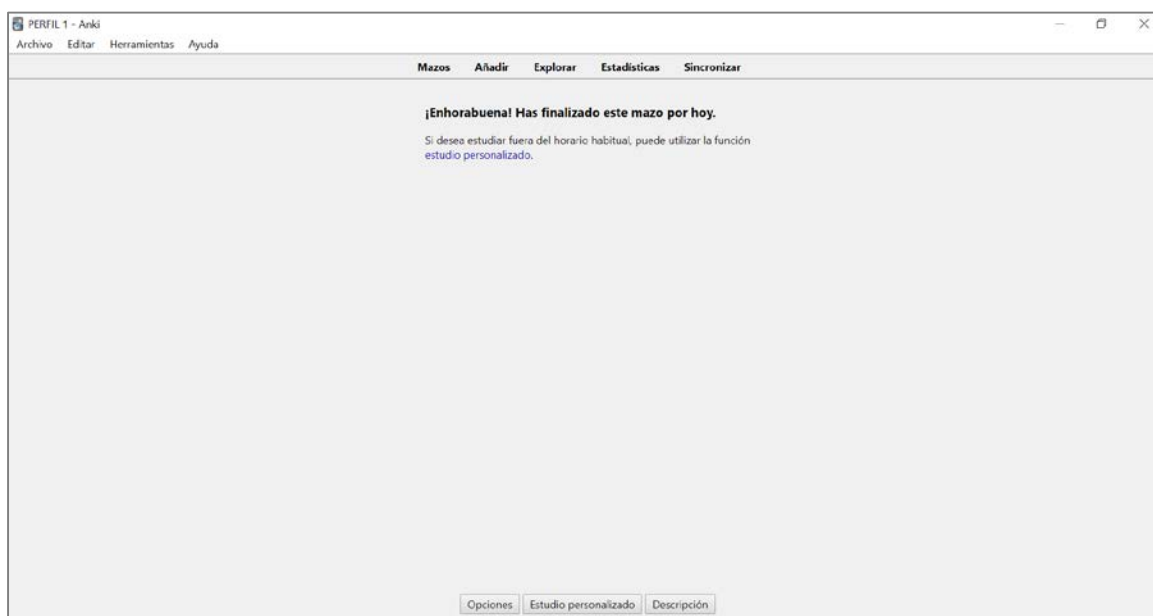 PERFIL 1 - Anki
Archivo Editar Herramientas Ayuda
Mazos Añadir Explorar Estadísticas Sincronizar
¡Enhorabuena! Has finalizado este mazo por hoy.
Si desea estudiar fuera del horario habitual, puede utilizar la función
estudio personalizado.
Opciones Estudio personalizado Descripción